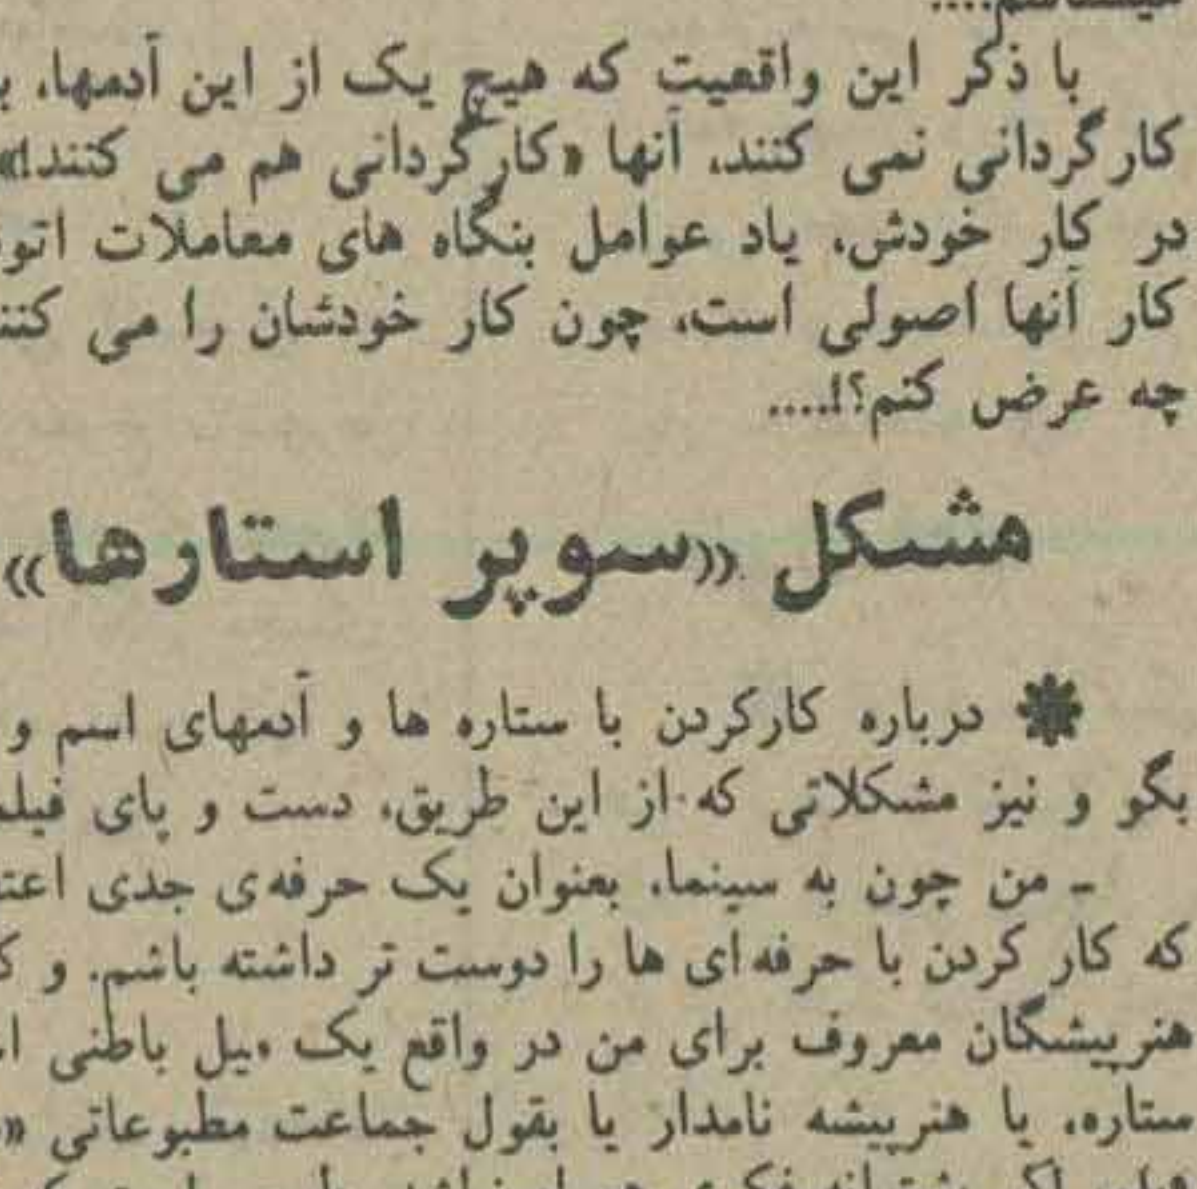 با ذکر این واقعیت که هیچ یک از این آدمها،
کارگردانی نمی کنند. آنها «کارگردانی هم می کنند!»
در کار خودش. یاد عوامل بنگاه های معاملات
کار آنها اصولی است، چون کار خودشان را می
چه عرض کنم؟!....
مشکل «سوپر استارها»
درباره کارکردن با ستاره ها و آدمهای اسم و
بگو و نیز مشکلاتی که از این طریق، دست و پای
ـ من چون به سینما، بعنوان یک حرفه‌ی جدی
که کار کردن با حرفه‌ای ها را دوست تر داشته باشم. و
هنرپیشگان معروف برای من در واقع یک میل باطنی
ستاره، یا هنرپیشه نامدار یا بقول جماعت مطبوعاتی